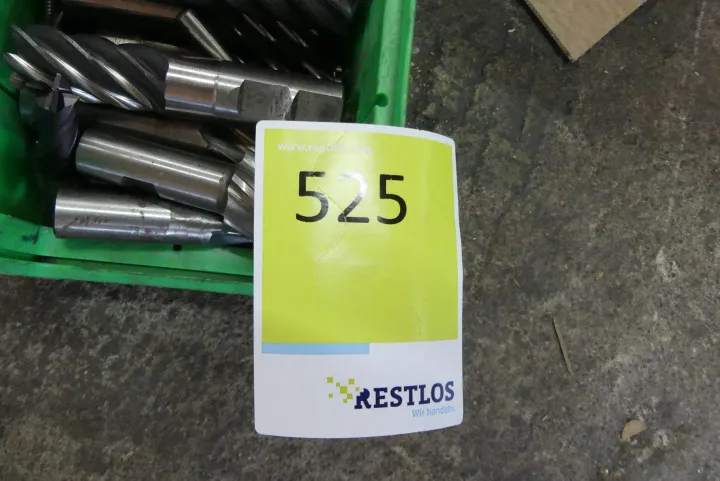 525
RESTLOS
Wir handeln.